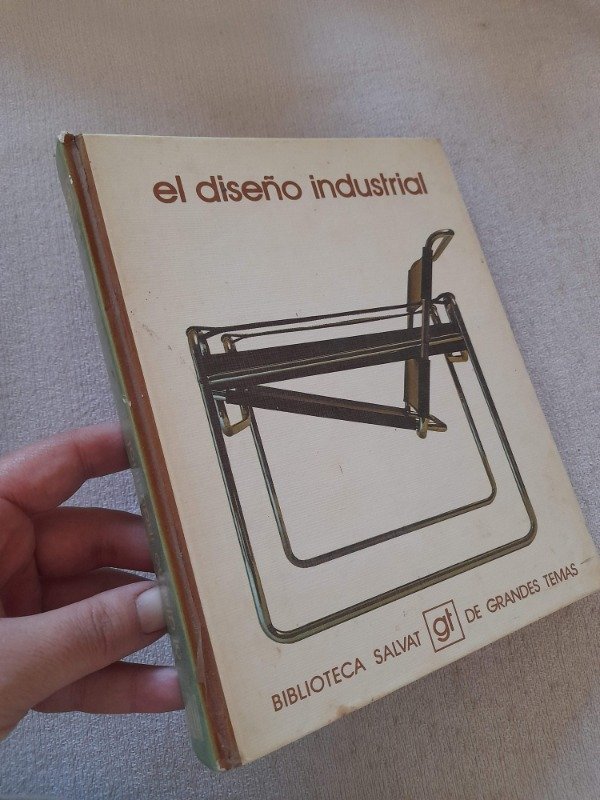 el diseño industrial
BIBLIOTECA SALVAT gt DE GRANDES TEMAS